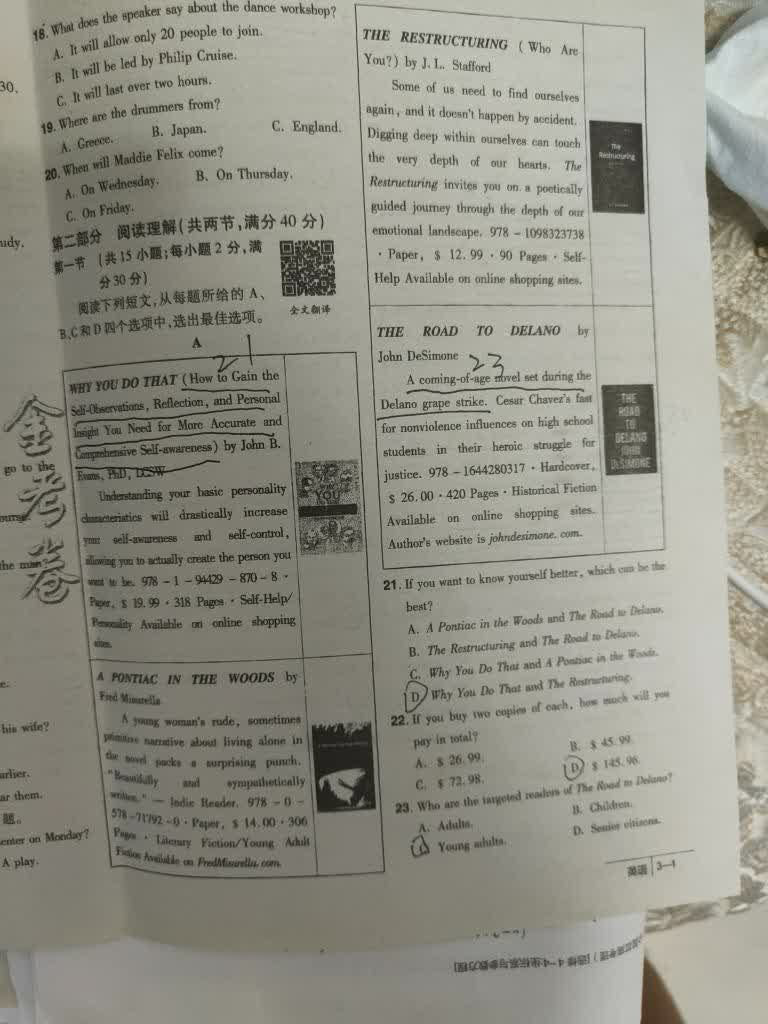 18. What does the speaker say about the dance workshop?
A. It will allow only 20 people to join.
B. It will be led by Philip Cruise.
C. It will last over two hours.
19. Where are the drummers from?
A. Greece. B. Japan. C. England.
20. When will Maddie Felix come?
A. On Wednesday. B. On Thursday.
C. On Friday.
第二部分 阅读理解(共两节,满分 40 分)
第一节 (共 15 小题;每小题 2 分,满
分 30 分)
阅读下列短文,从每题所给的 A、
B、C 和 D 四个选项中,选出最佳选项。
全文翻译
A
21
WHY YOU DO THAT (How to Gain the
Self-Observations, Reflection, and Personal
Insight You Need for More Accurate and
Comprehensive Self-awareness) by John B.
Evans, PhD, LCSW
Understanding your basic personality
characteristics will drastically increase
your self-awareness and self-control,
allowing you to actually create the person you
want to be. 978-1-94429-870-8·
Paper, $ 19.99·318 Pages·Self-Help/
Personality Available on online shopping
sites.
A PONTIAC IN THE WOODS by
Fred Misurella
A young woman's rude, sometimes
primitive narrative about living alone in
the novel packs a surprising punch.
"Beautifully and sympathetically
written." — Indie Reader. 978-0-
578-71792-0·Paper, $ 14.00·306
Pages·Literary Fiction/Young Adult
Fiction Available on FredMisurella.com.
THE RESTRUCTURING (Who Are
You?) by J. L. Stafford
Some of us need to find ourselves
again, and it doesn't happen by accident.
Digging deep within ourselves can touch
the very depth of our hearts. The
Restructuring invites you on a poetically
guided journey through the depth of our
emotional landscape. 978-1098323738
·Paper, $ 12.99·90 Pages·Self-
Help Available on online shopping sites.
The
Restructuring
THE ROAD TO DELANO by
John DeSimone
23
A coming-of-age novel set during the
Delano grape strike. Cesar Chavez's fast
for nonviolence influences on high school
students in their heroic struggle for
justice. 978-1644280317·Hardcover,
$ 26.00·420 Pages·Historical Fiction
Available on online shopping sites.
Author's website is johndesimone.com.
THE
ROAD
TO
DELANO
JOHN
DeSIMONE
21. If you want to know yourself better, which can be the
best?
A. A Pontiac in the Woods and The Road to Delano.
B. The Restructuring and The Road to Delano.
C. Why You Do That and A Pontiac in the Woods.
D. Why You Do That and The Restructuring.
22. If you buy two copies of each, how much will you
pay in total?
A. $ 26.99. B. $ 45.99.
C. $ 72.98. D. $ 145.96.
23. Who are the targeted readers of The Road to Delano?
A. Adults. B. Children.
Young adults. D. Senior citizens.
英语 3-1
金考卷
30.
udy.
go to the
the man
e.
his wife?
arlier.
ar them.
题。
enter on Monday?
A play.